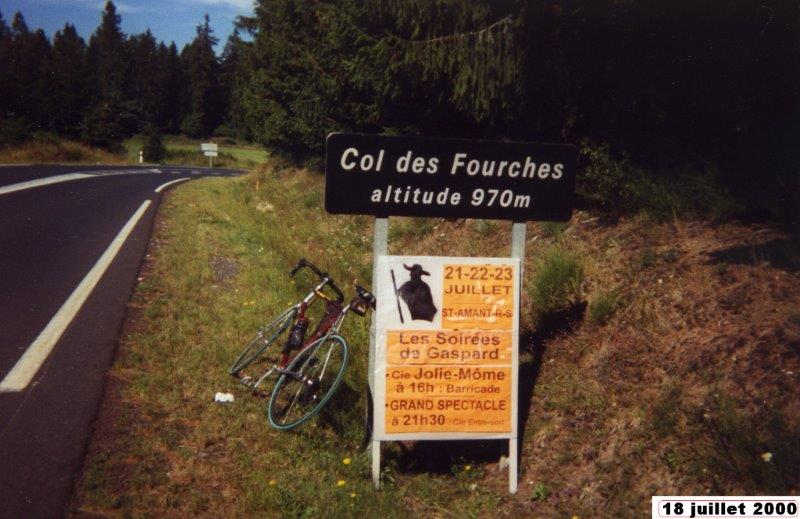 Col des Fourches
altitude 970m
21-22-23
JUILLET
ST-AMANT-R-S
Les Soirées
de Gaspard
• Cie Jolie-Môme
à 16h : Barricade
• GRAND SPECTACLE
à 21h30 : Cie
18 juillet 2000